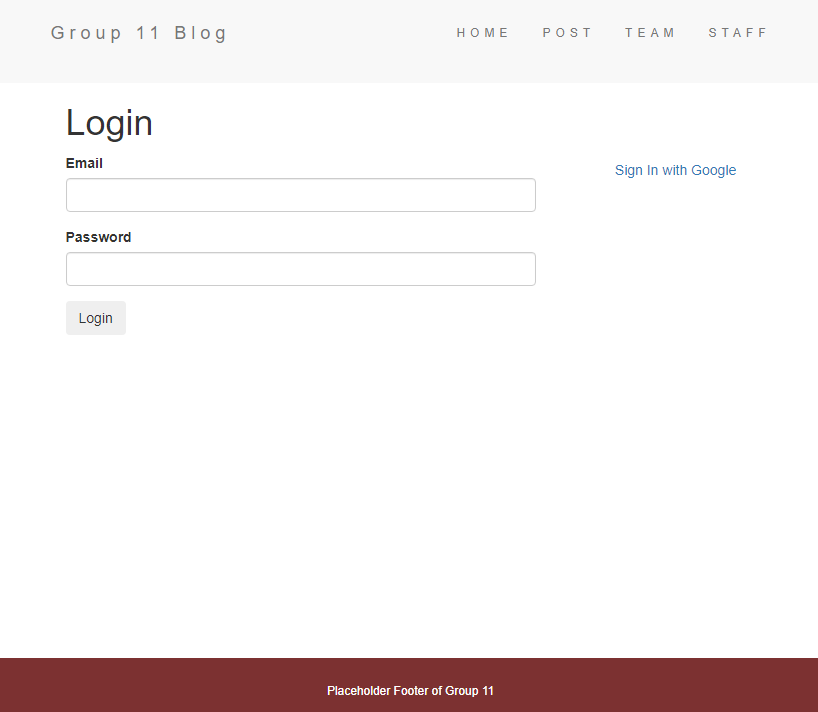 Group 11 Blog
HOME POST TEAM STAFF
Login
Email
Sign In with Google
Password
Login
Placeholder Footer of Group 11